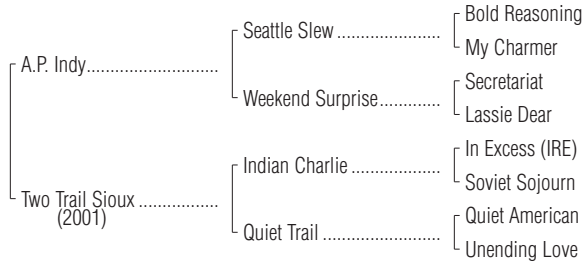 Bold Reasoning
Seattle Slew ......................
My Charmer
A.P. Indy............................
Secretariat
Weekend Surprise.............
Lassie Dear
In Excess (IRE)
Indian Charlie ...................
Soviet Sojourn
Two Trail Sioux .................
(2001)
Quiet American
Quiet Trail .........................
Unending Love